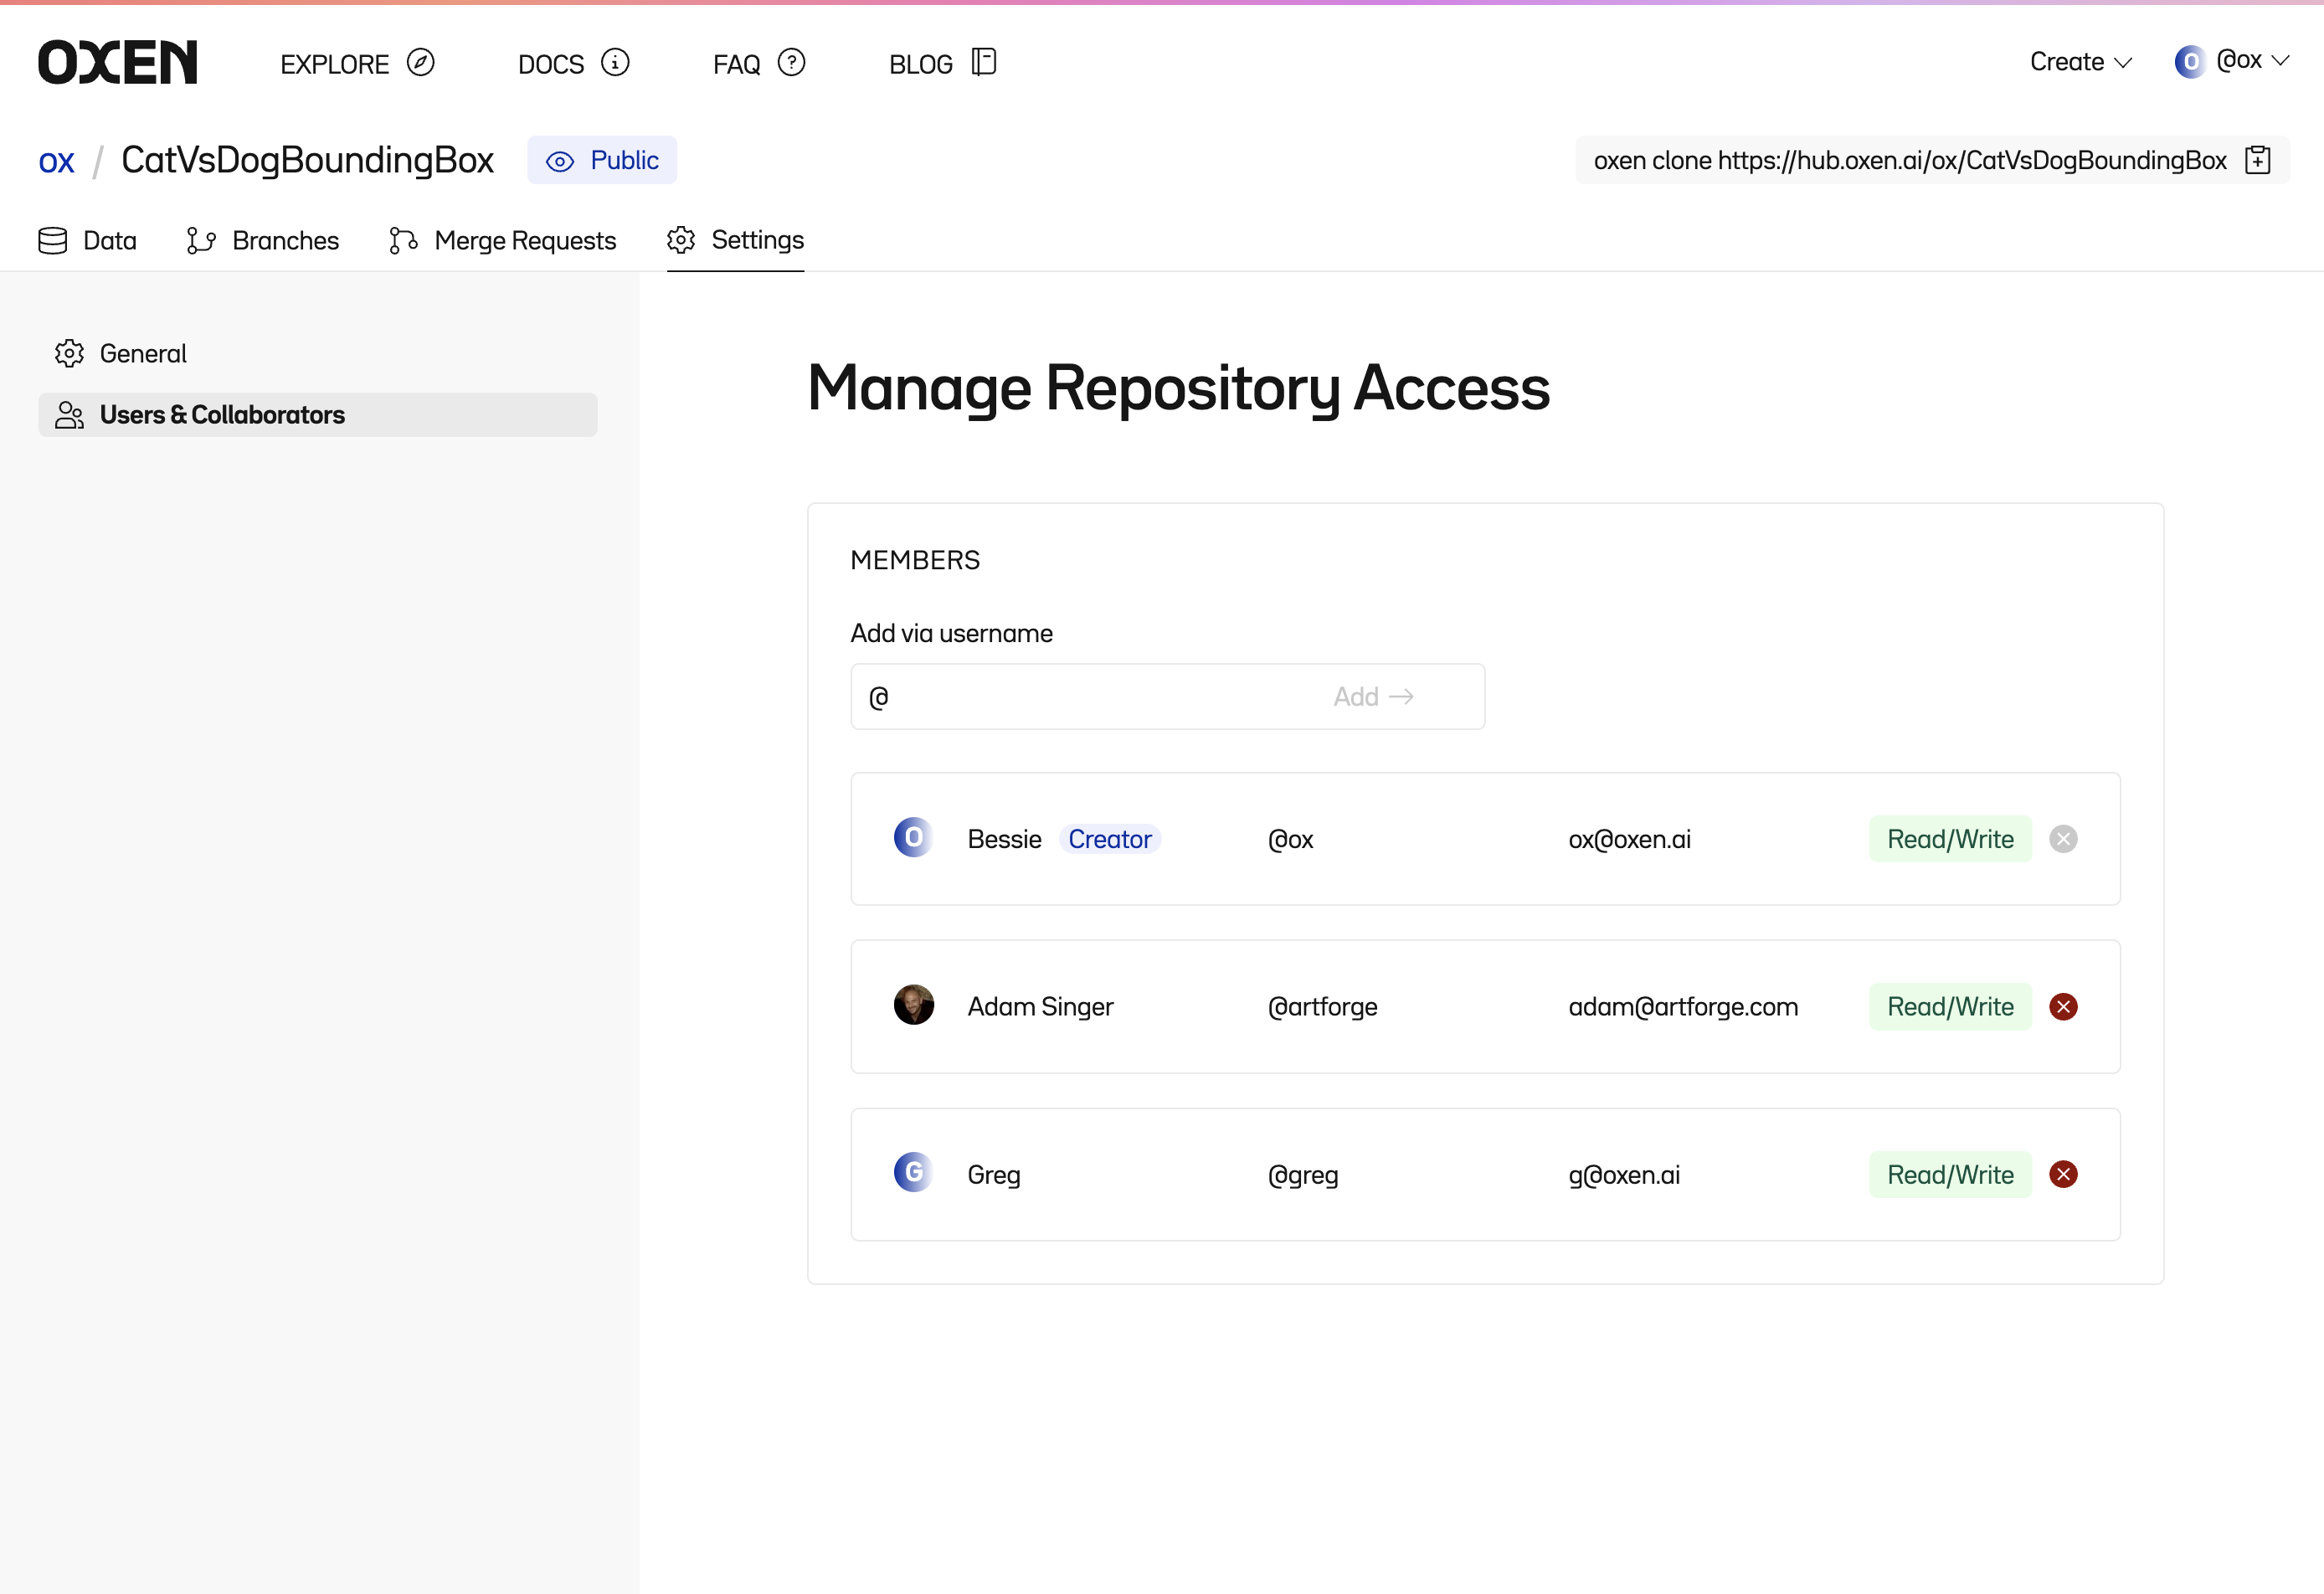 OXEN EXPLORE DOCS FAQ BLOG Create @ox
ox / CatVsDogBoundingBox Public oxen clone https://hub.oxen.ai/ox/CatVsDogBoundingBox
Data Branches Merge Requests Settings
General
Users & Collaborators
Manage Repository Access
MEMBERS
Add via username
@ Add →
O Bessie Creator @ox ox@oxen.ai Read/Write
Adam Singer @artforge adam@artforge.com Read/Write
G Greg @greg g@oxen.ai Read/Write